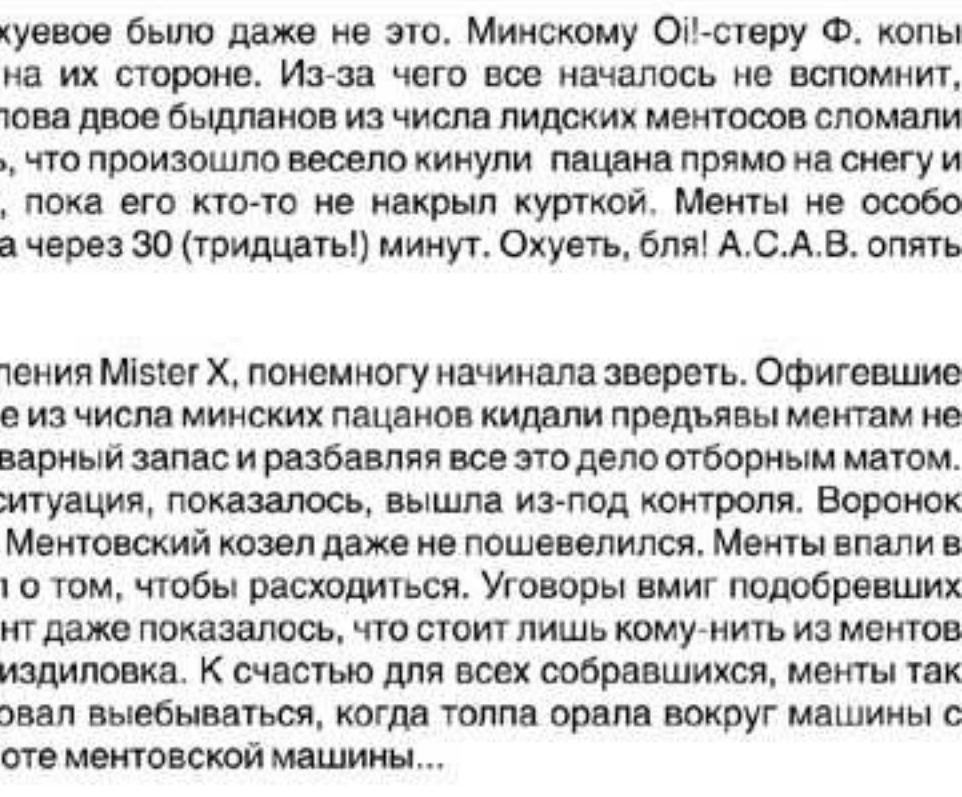 хуевое было даже не это. Минскому Oi!-стеру Ф. копы
на их стороне. Из-за чего все началось не вспомнит,
лова двое быдланов из числа лидских ментосов сломали
ь, что произошло весело кинули пацана прямо на снегу и
, пока его кто-то не накрыл курткой. Менты не особо
а через 30 (тридцать!) минут. Охуеть, бля! A.C.A.B. опять
ления Mister X, понемногу начинала звереть. Офигевшие
е из числа минских пацанов кидали предъявы ментам не
варный запас и разбавляя все это дело отборным матом.
ситуация, показалось, вышла из-под контроля. Воронок
Ментовский козел даже не пошевелился. Менты впали в
л о том, чтобы расходиться. Уговоры вмиг подобревших
нт даже показалось, что стоит лишь кому-нить из ментов
издиловка. К счастью для всех собравшихся, менты так
овал выебываться, когда толпа орала вокруг машины с
оте ментовской машины...